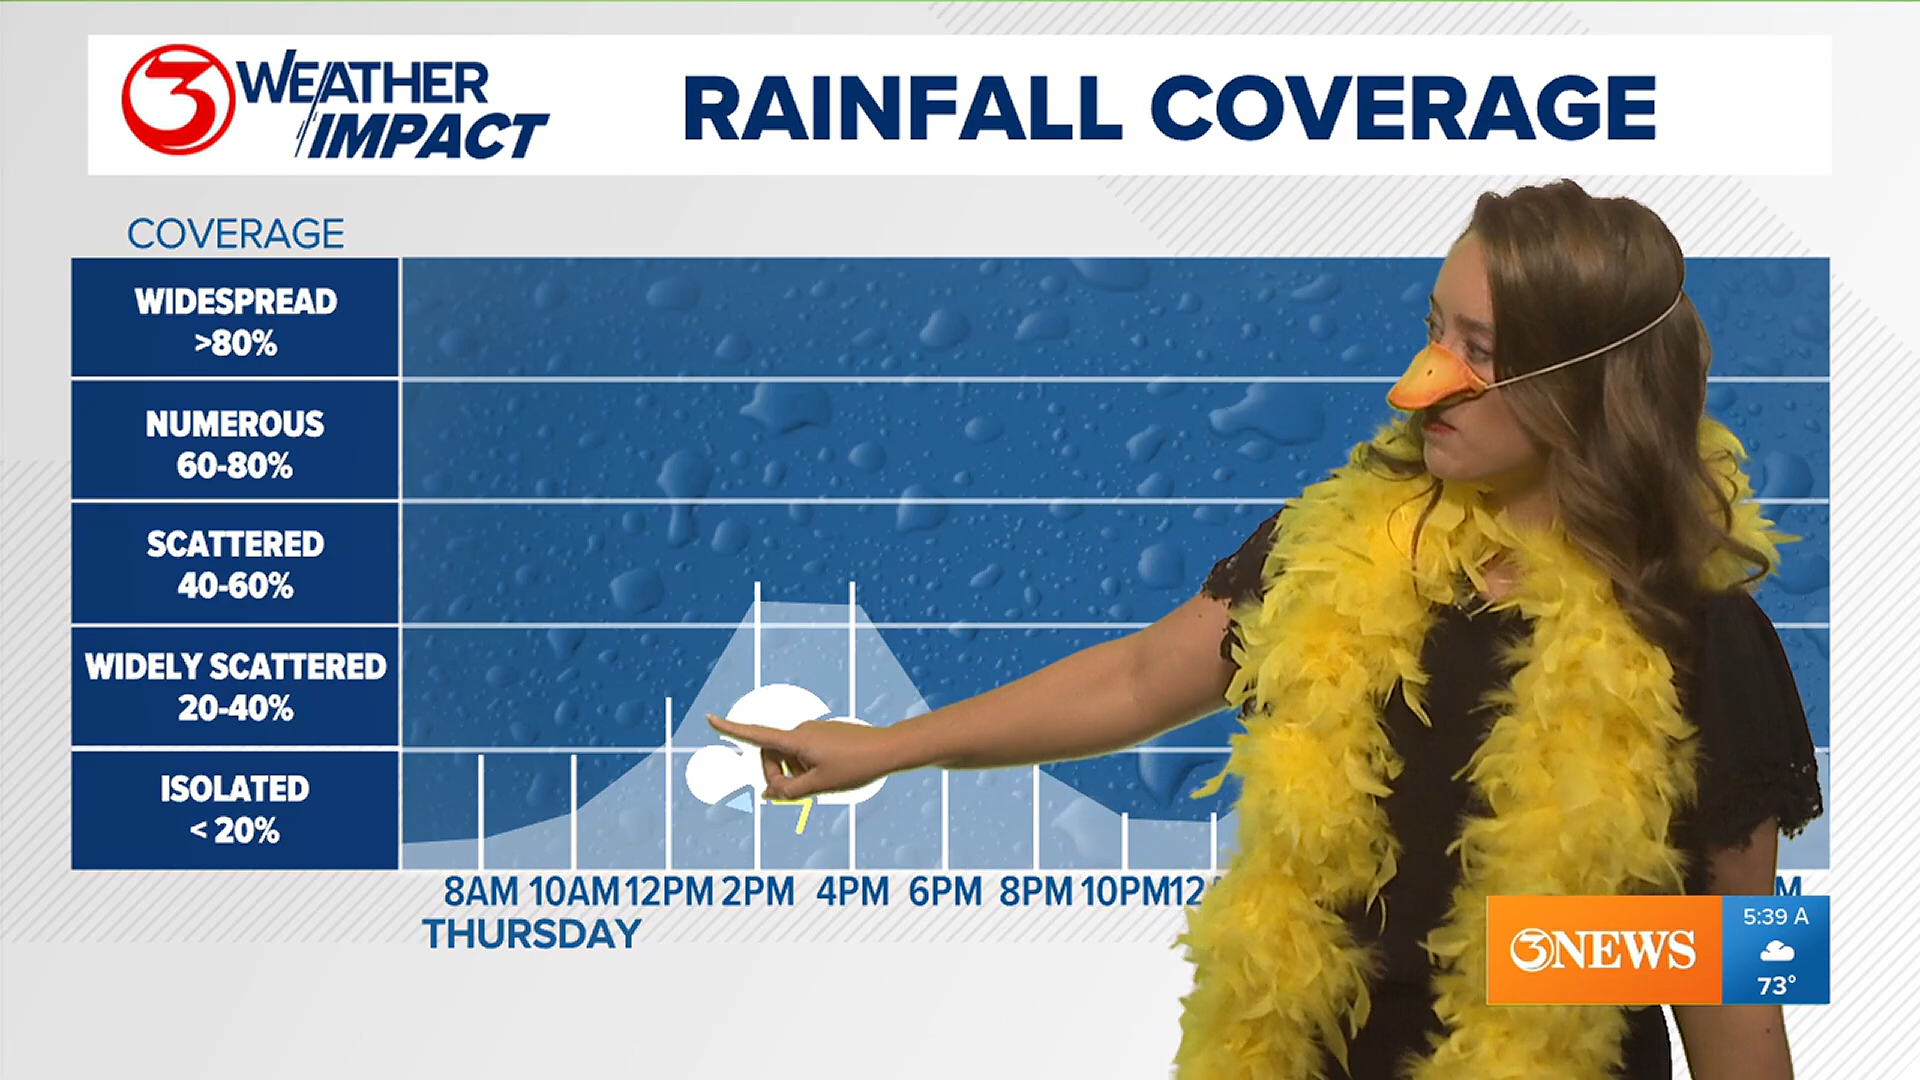 3 WEATHER
IMPACT
RAINFALL COVERAGE
COVERAGE
WIDESPREAD
>80%
NUMEROUS
60-80%
SCATTERED
40-60%
WIDELY SCATTERED
20-40%
ISOLATED
< 20%
8AM 10AM 12PM 2PM 4PM 6PM 8PM 10PM 12
THURSDAY
3NEWS
5:39 A
73°